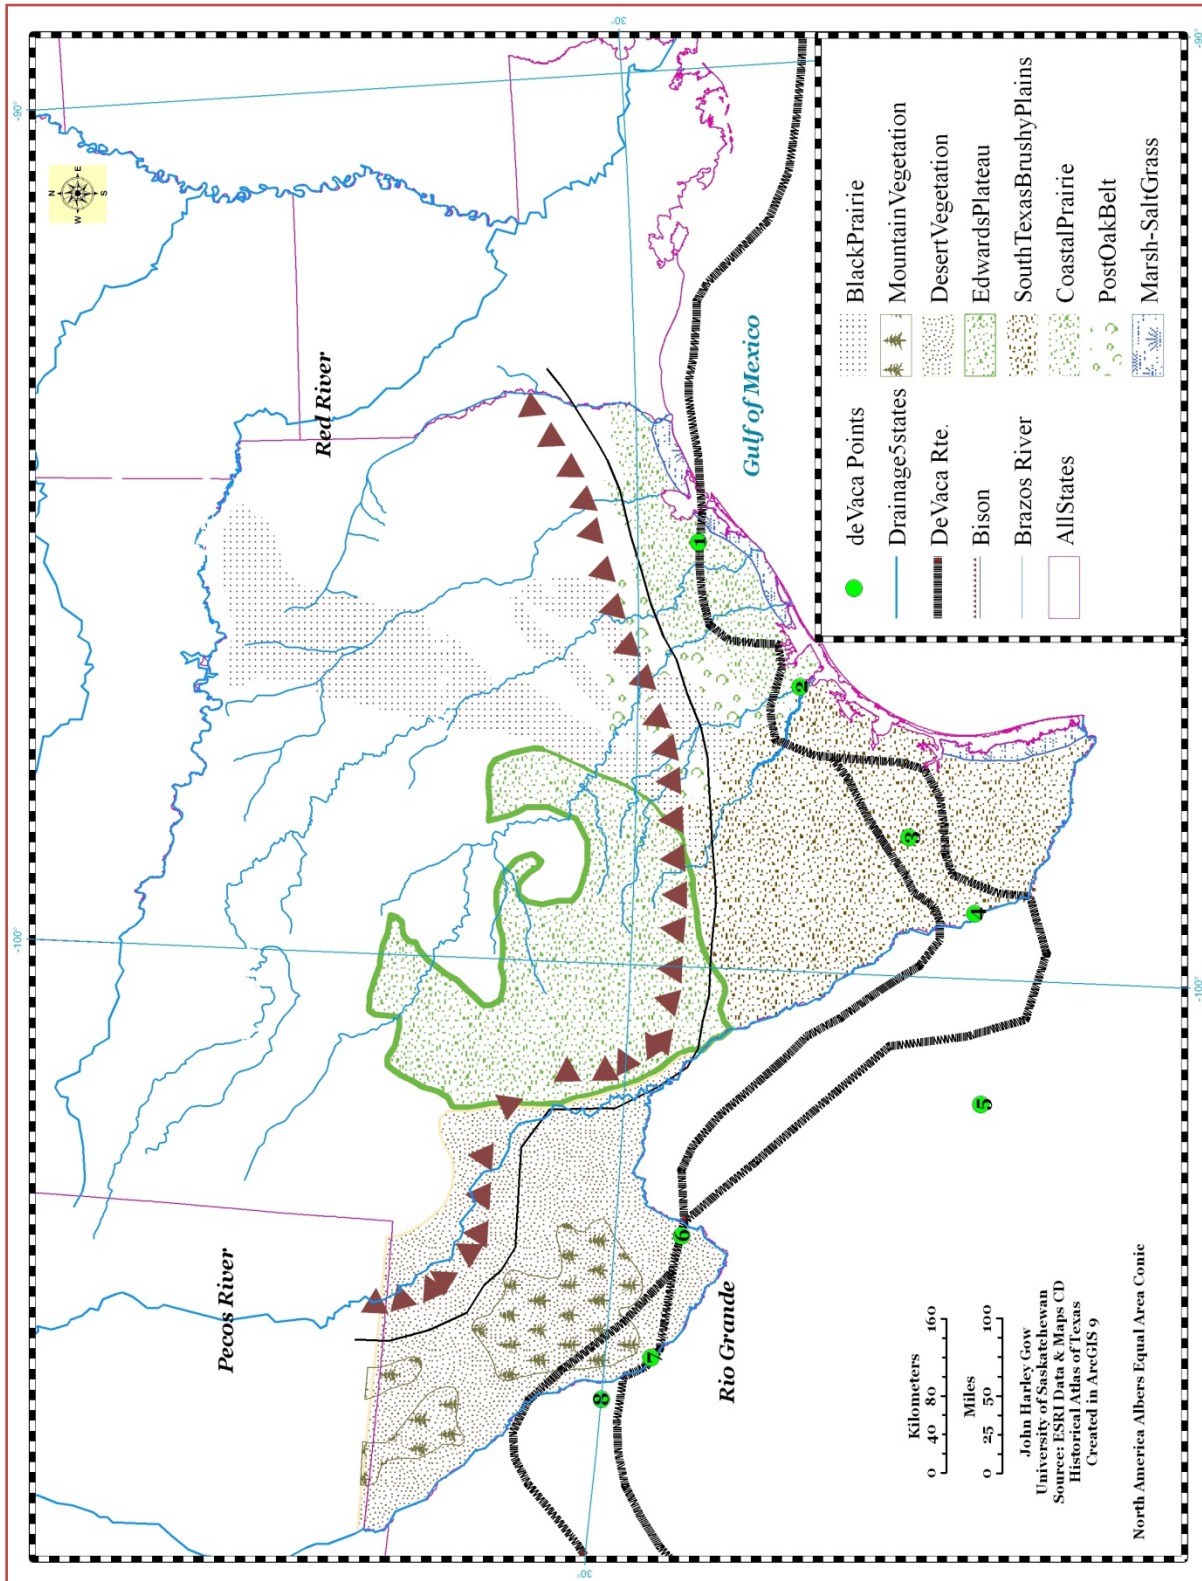 -90°
30°
-90°
N
W E
S
Red River
Gulf of Mexico
-100°
-100°
Pecos River
Rio Grande
30°
1
2
3
4
5
6
7
8
deVaca Points
Drainage5states
DeVaca Rte.
Bison
Brazos River
AllStates
BlackPrairie
MountainVegetation
DesertVegetation
EdwardsPlateau
SouthTexasBrushyPlains
CoastalPrairie
PostOakBelt
Marsh-SaltGrass
Kilometers
0 40 80 160
Miles
0 25 50 100
John Harley Gow
University of Saskatchewan
Source: ESRI Data & Maps CD
Historical Atlas of Texas
Created in ArcGIS 9
North America Albers Equal Area Conic